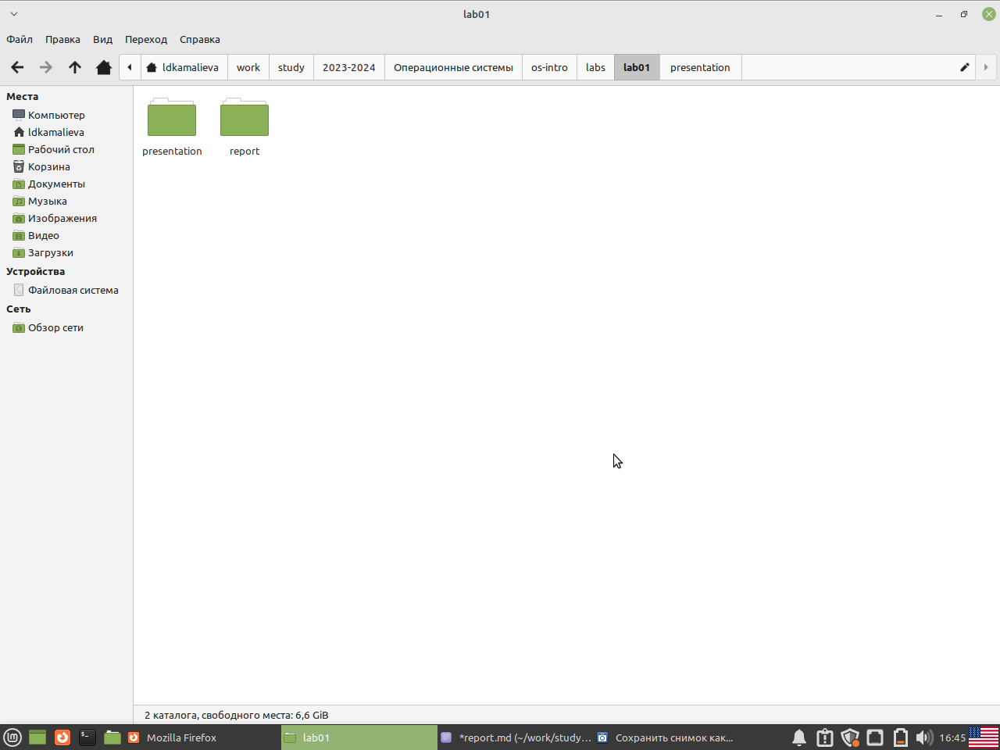 lab01
Файл Правка Вид Переход Справка
ldkamalieva work study 2023-2024 Операционные системы os-intro labs lab01 presentation
Места
Компьютер
ldkamalieva
Рабочий стол
Корзина
Документы
Музыка
Изображения
Видео
Загрузки
Устройства
Файловая система
Сеть
Обзор сети
presentation report
2 каталога, свободного места: 6,6 GiB
Mozilla Firefox lab01 *report.md (~/work/study... Сохранить снимок как... 16:45